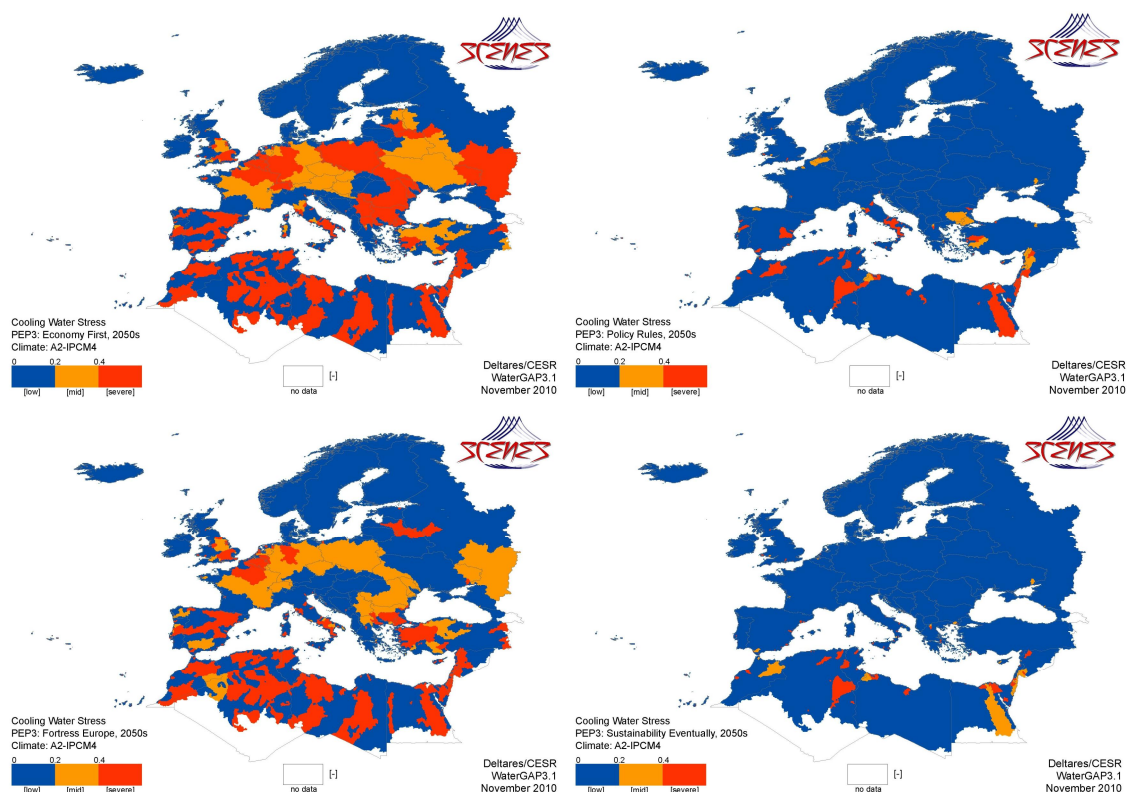 SCENES
Cooling Water Stress
PEP3: Economy First, 2050s
Climate: A2-IPCM4
0 0.2 0.4
[low] [mid] [severe]
[-]
no data
Deltares/CESR
WaterGAP3.1
November 2010
SCENES
Cooling Water Stress
PEP3: Policy Rules, 2050s
Climate: A2-IPCM4
0 0.2 0.4
[low] [mid] [severe]
[-]
no data
Deltares/CESR
WaterGAP3.1
November 2010
SCENES
Cooling Water Stress
PEP3: Fortress Europe, 2050s
Climate: A2-IPCM4
0 0.2 0.4
[low] [mid] [severe]
[-]
no data
Deltares/CESR
WaterGAP3.1
November 2010
SCENES
Cooling Water Stress
PEP3: Sustainability Eventually, 2050s
Climate: A2-IPCM4
0 0.2 0.4
[low] [mid] [severe]
[-]
no data
Deltares/CESR
WaterGAP3.1
November 2010